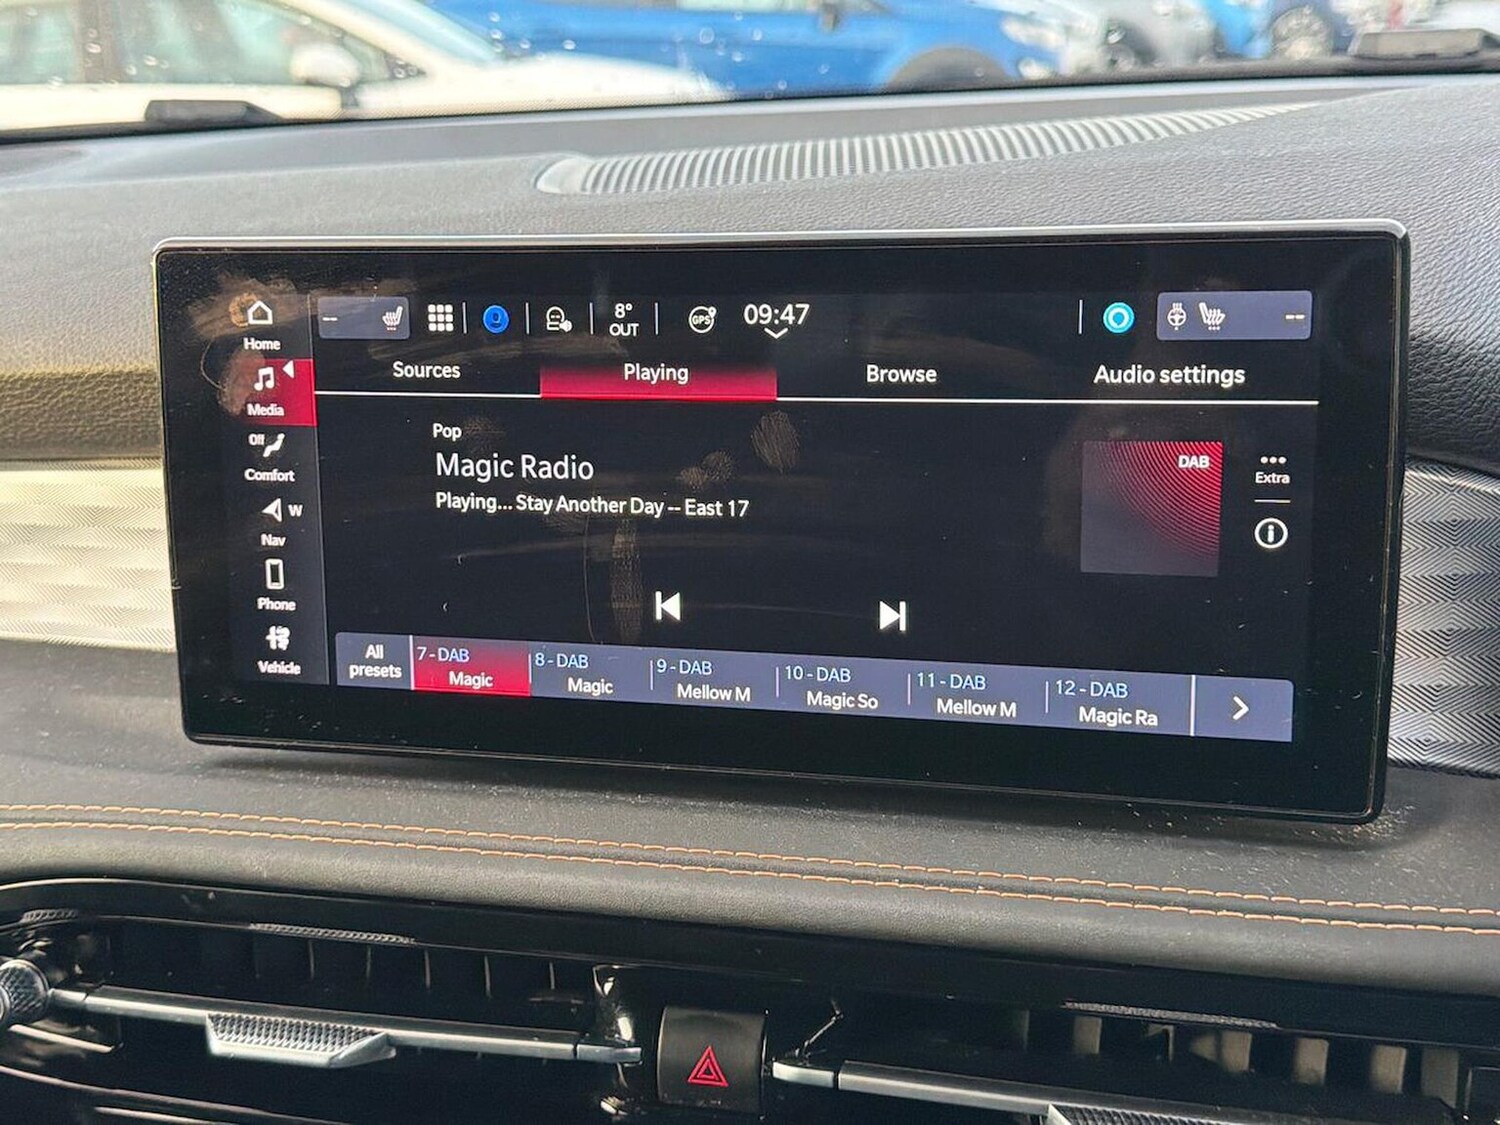 8°
OUT
GPS
09:47
--
--
Home
Media
Off
Comfort
W
Nav
Phone
Vehicle
Sources
Playing
Browse
Audio settings
Pop
Magic Radio
Playing... Stay Another Day -- East 17
DAB
Extra
All
presets
7 - DAB
Magic
8 - DAB
Magic
9 - DAB
Mellow M
10 - DAB
Magic So
11 - DAB
Mellow M
12 - DAB
Magic Ra